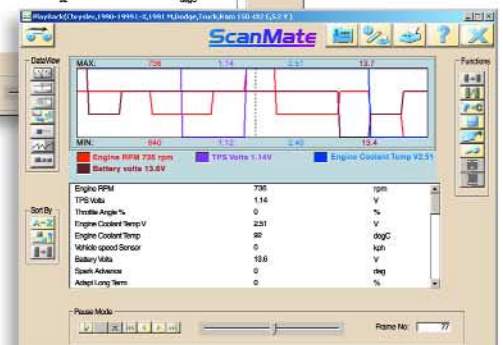 dege
PlayBack(Chrysler,1990-1999 I-X,1991 M,Dodge,Truck,Ram 150 4X2 E,5.2 Y )
ScanMate
DataView
Functions
MAX: 736 1.14 2.51 13.7
MIN: 640 1.12 2.40 13.4
Engine RPM 736 rpm TPS Volts 1.14V Engine Coolant Temp V2.51
Battery volts 13.6V
Engine RPM 736 rpm
TPS Volts 1.14 V
Throttle Angle % 0 %
Engine Coolant Temp V 2.51 V
Engine Coolant Temp 92 degC
Vehicle speed Sensor 0 kph
Battery Volts 13.6 V
Spark Advance 0 deg
Adapt Long Term 0 %
Sort By
A-Z
Pause Mode
Frame No: 77